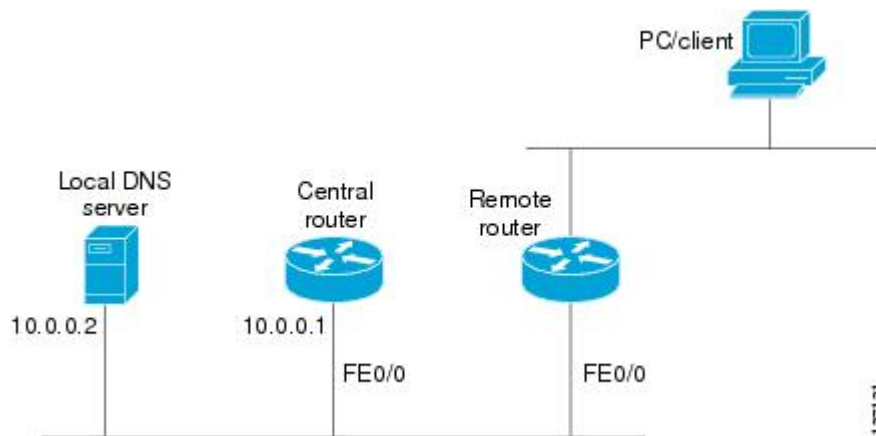 PC/client
Local DNS
server
Central
router
Remote
router
10.0.0.2
10.0.0.1
FE0/0
FE0/0